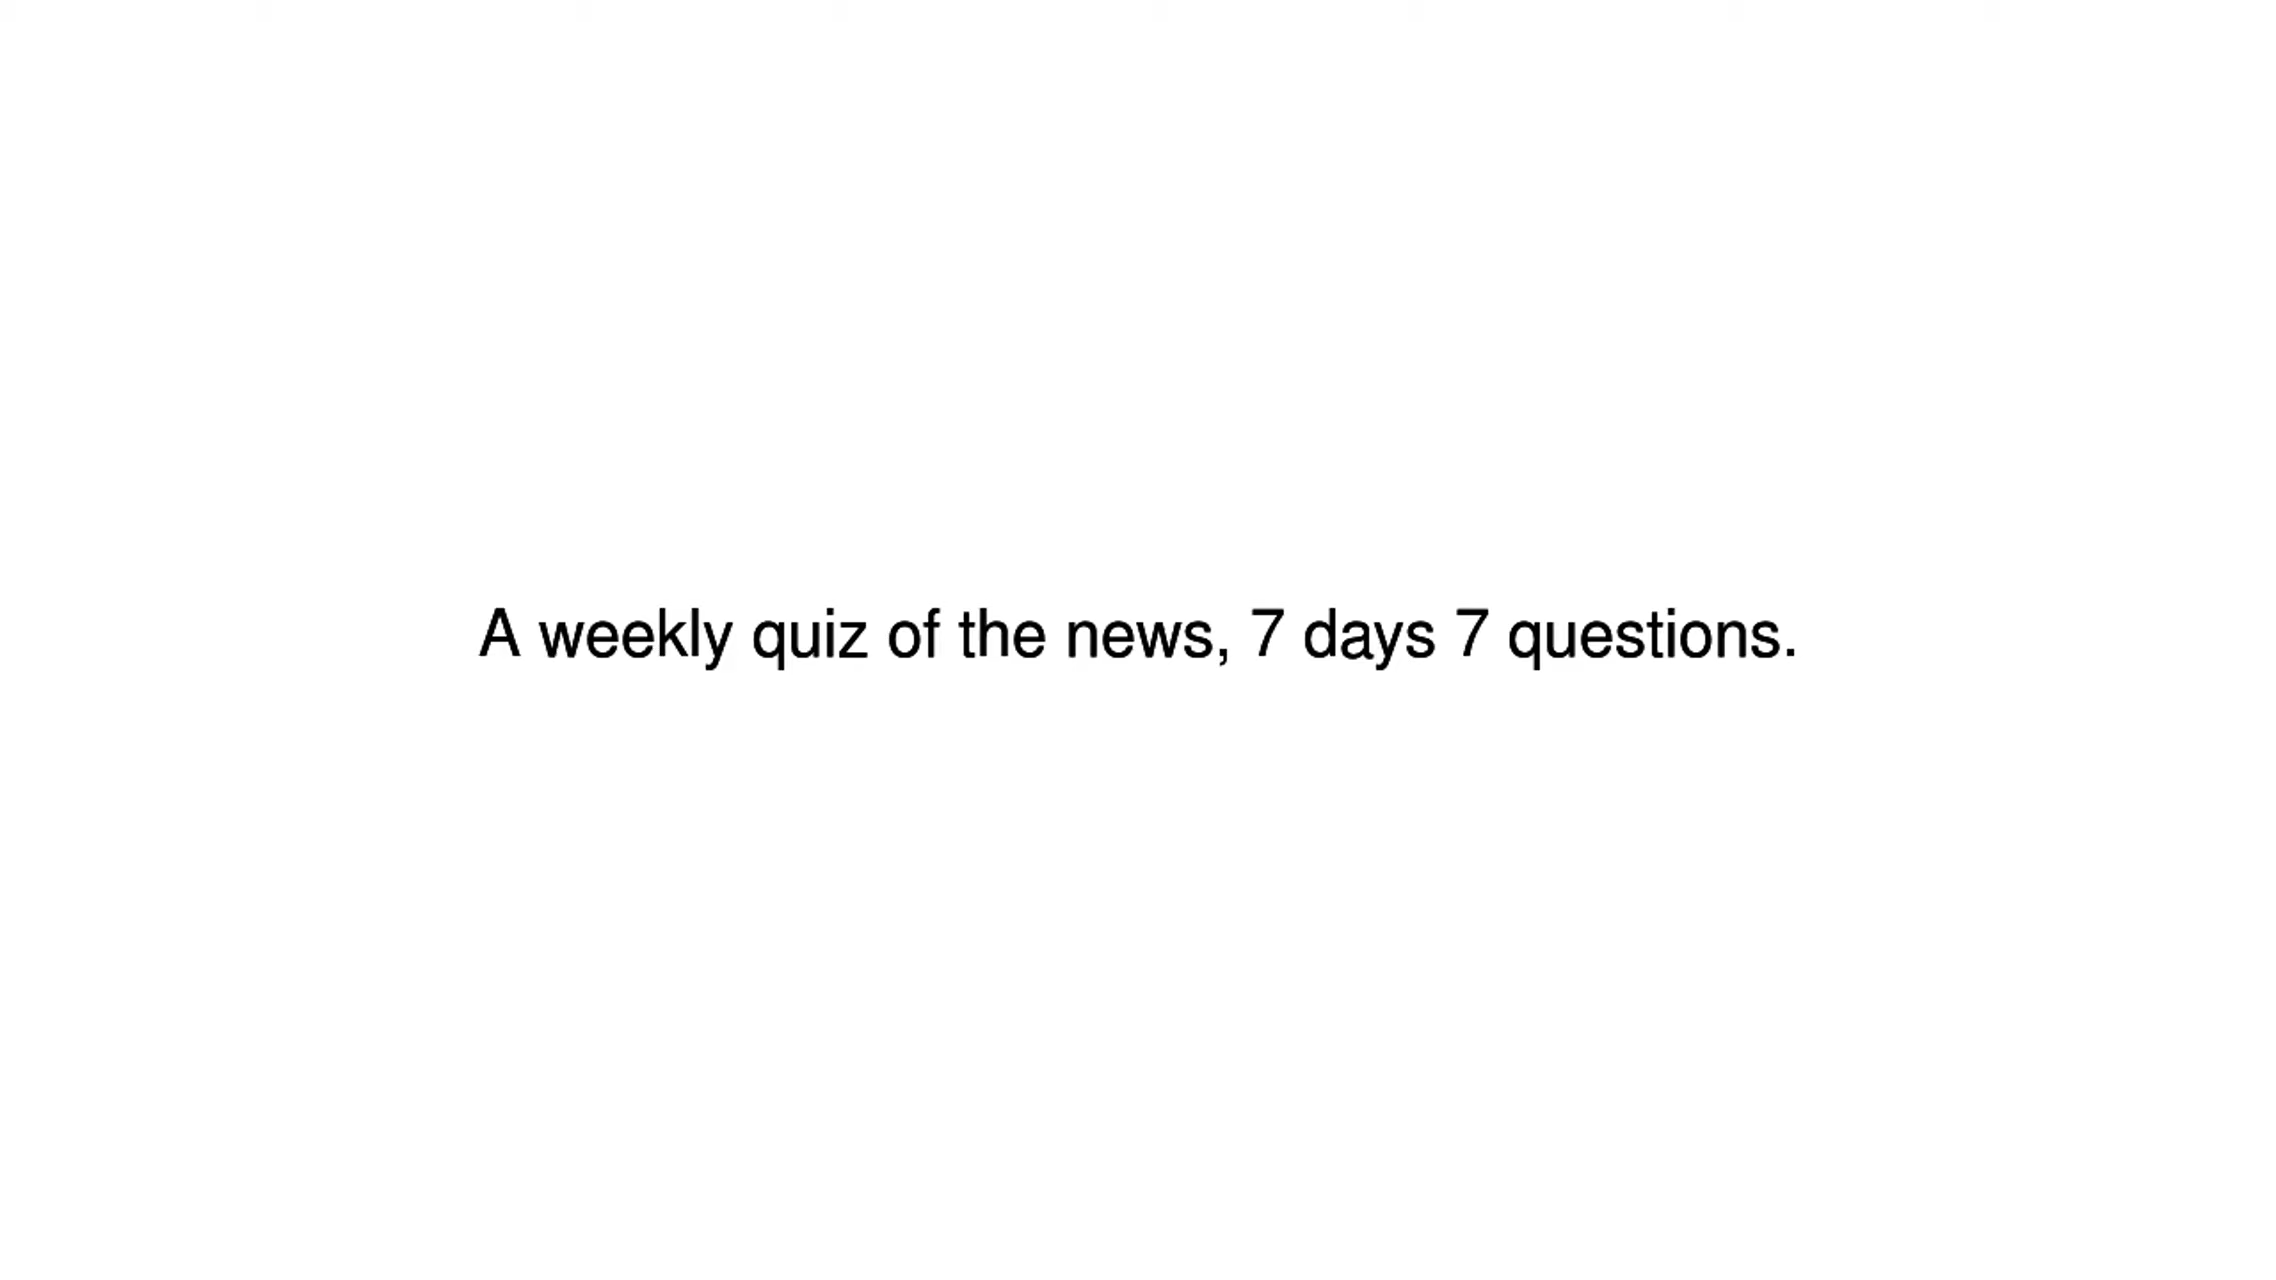 A weekly quiz of the news, 7 days 7 questions.